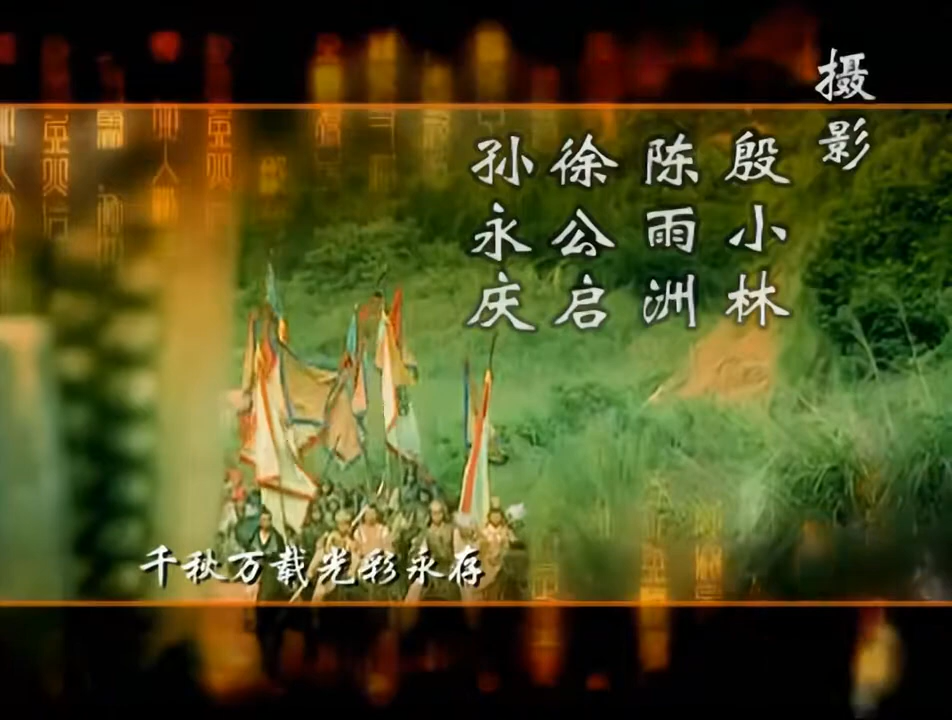 摄影
殷小林
陈雨洲
徐公启
孙永庆
千秋万载光彩永存